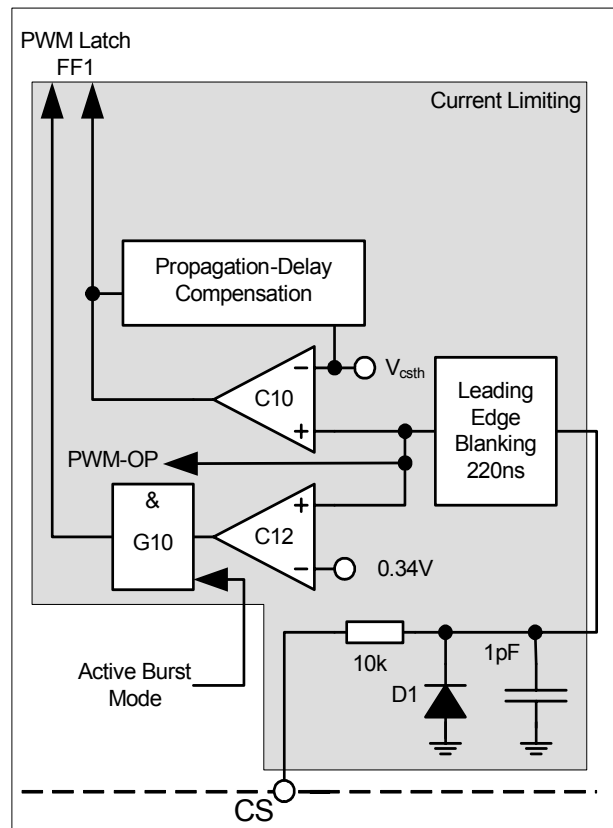 PWM Latch
FF1
Current Limiting
Propagation-Delay
Compensation
Vcsth
C10
Leading
Edge
Blanking
220ns
PWM-OP
&
G10
C12
0.34V
10k
1pF
Active Burst
Mode
D1
CS